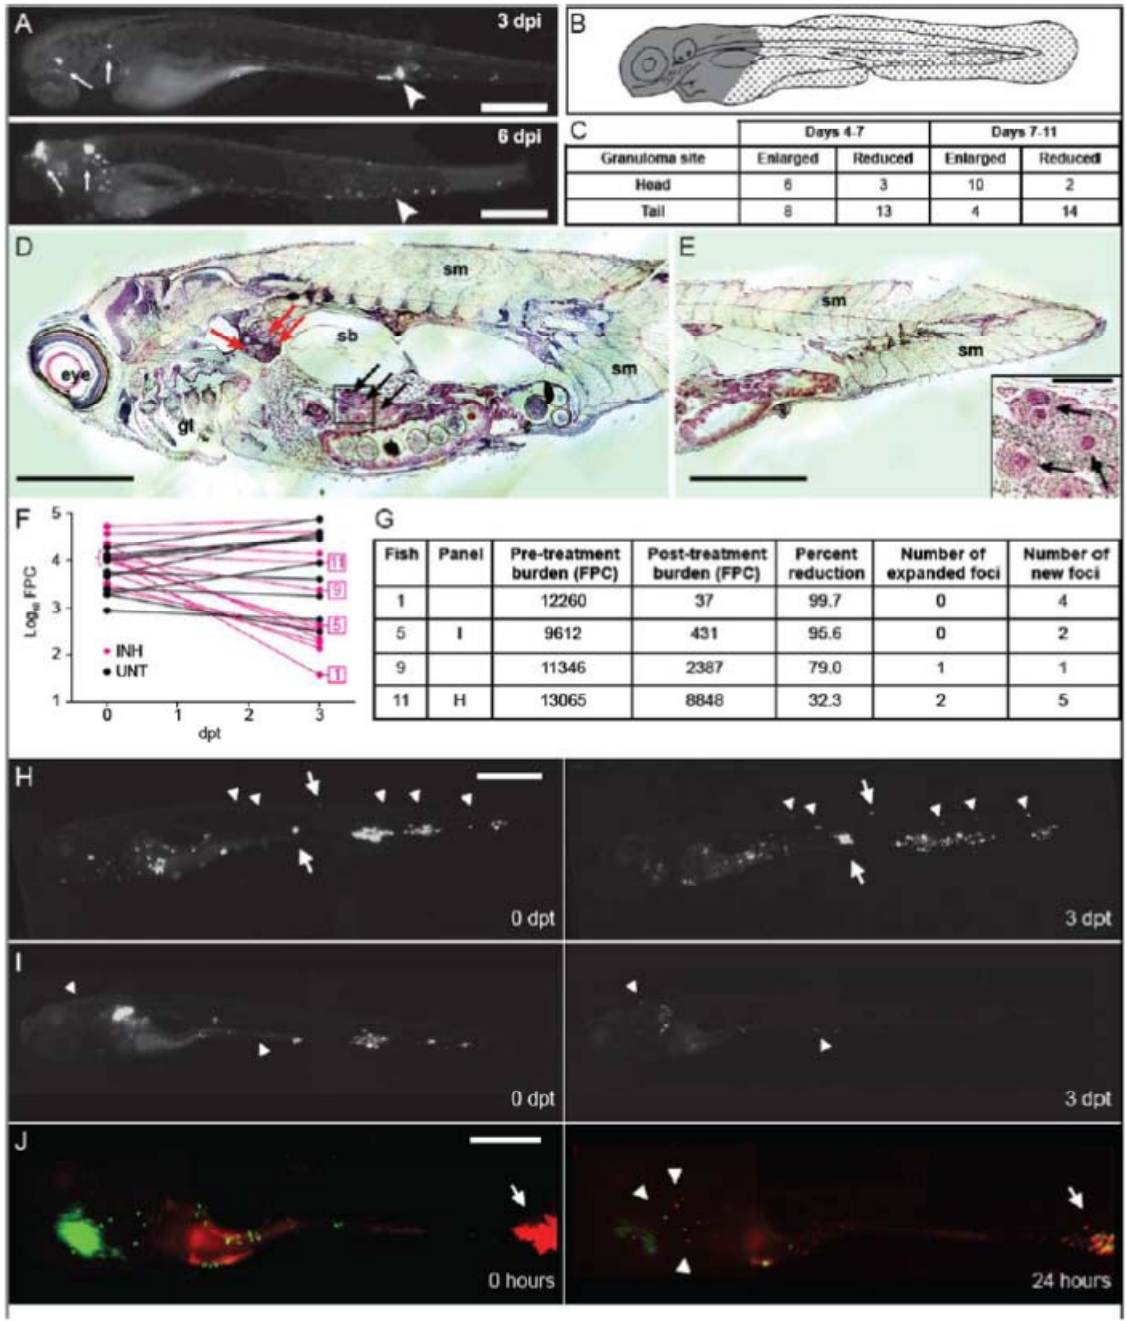 A
3 dpi
6 dpi
B
C
Days 4-7 Days 7-11
Granuloma site Enlarged Reduced Enlarged Reduced
Head 6 3 10 2
Tail 8 13 4 14
D
sm
sb
sm
eye
gt
E
sm
sm
F
5
4
3
2
1
Log10 FPC
11
9
5
1
INH
UNT
0 1 2 3
dpt
G
Fish Panel Pre-treatment burden (FPC) Post-treatment burden (FPC) Percent reduction Number of expanded foci Number of new foci
1 12260 37 99.7 0 4
5 I 9612 431 95.6 0 2
9 11346 2387 79.0 1 1
11 H 13065 8848 32.3 2 5
H
0 dpt
3 dpt
I
0 dpt
3 dpt
J
0 hours
24 hours